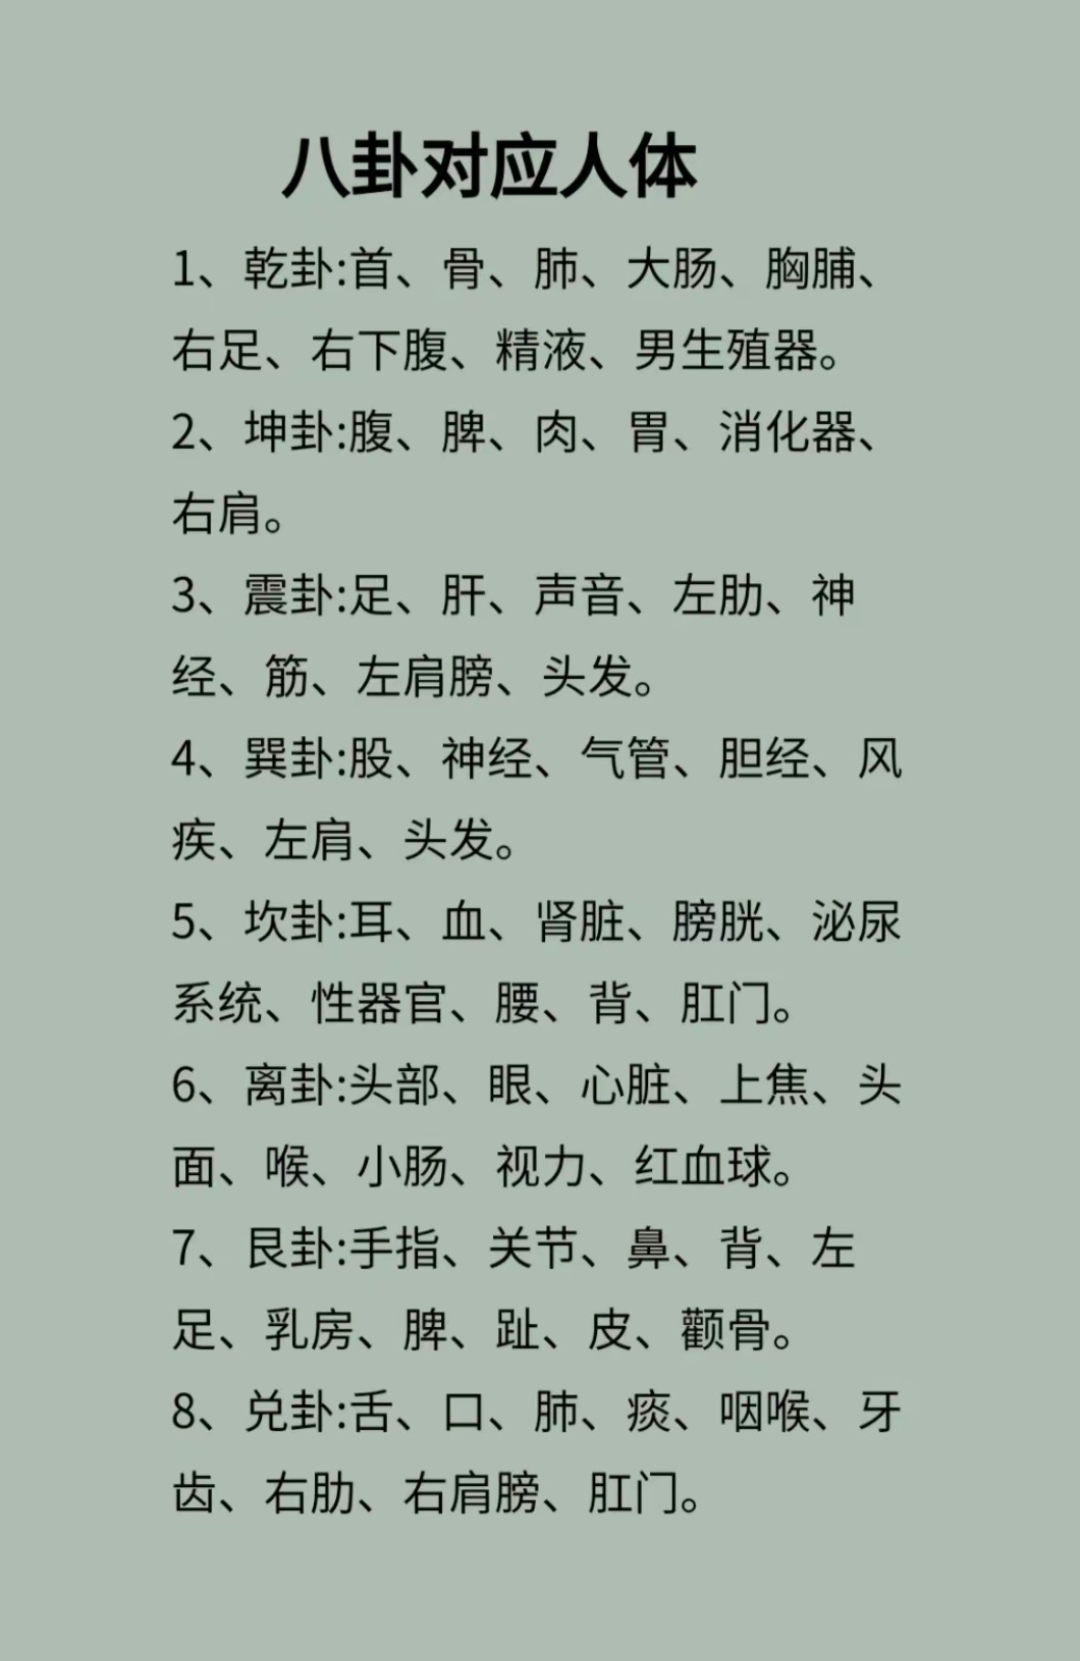 八卦对应人体
1、乾卦:首、骨、肺、大肠、胸脯、
右足、右下腹、精液、男生殖器。
2、坤卦:腹、脾、肉、胃、消化器、
右肩。
3、震卦:足、肝、声音、左肋、神
经、筋、左肩膀、头发。
4、巽卦:股、神经、气管、胆经、风
疾、左肩、头发。
5、坎卦:耳、血、肾脏、膀胱、泌尿
系统、性器官、腰、背、肛门。
6、离卦:头部、眼、心脏、上焦、头
面、喉、小肠、视力、红血球。
7、艮卦:手指、关节、鼻、背、左
足、乳房、脾、趾、皮、颧骨。
8、兑卦:舌、口、肺、痰、咽喉、牙
齿、右肋、右肩膀、肛门。